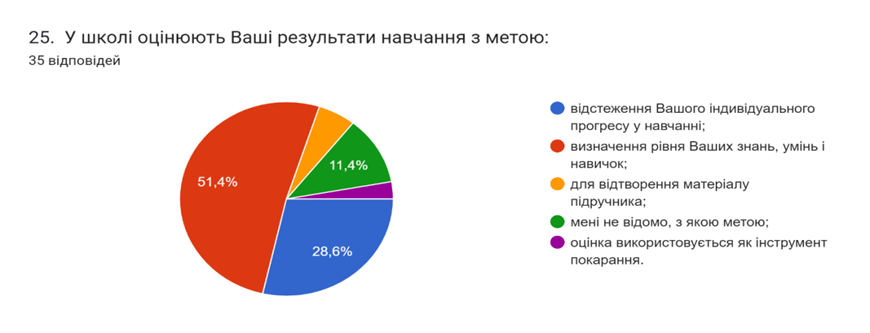 25. У школі оцінюють Ваші результати навчання з метою:
35 відповідей
відстеження Вашого індивідуального
прогресу у навчанні;
визначення рівня Ваших знань, умінь і
навичок;
для відтворення матеріалу
підручника;
мені не відомо, з якою метою;
оцінка використовується як інструмент
покарання.
11,4%
51,4%
28,6%